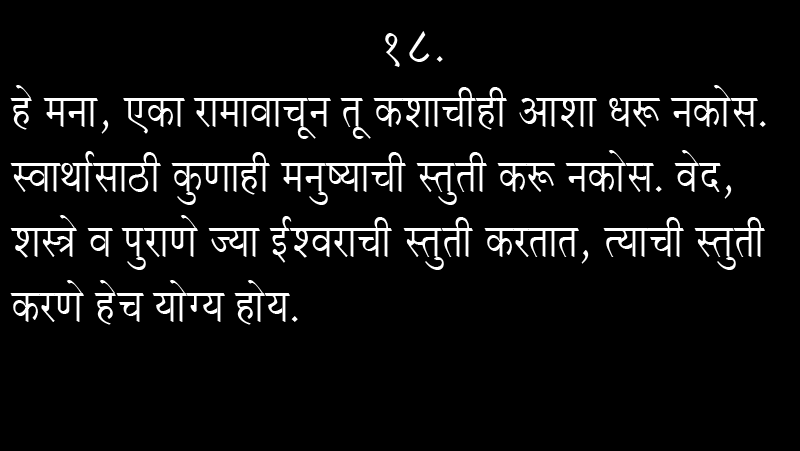 १८.
हे मना, एका रामावाचून तू कशाचीही आशा धरू नकोस.
स्वार्थासाठी कुणाही मनुष्याची स्तुती करू नकोस. वेद,
शस्त्रे व पुराणे ज्या ईश्वराची स्तुती करतात, त्याची स्तुती
करणे हेच योग्य होय.